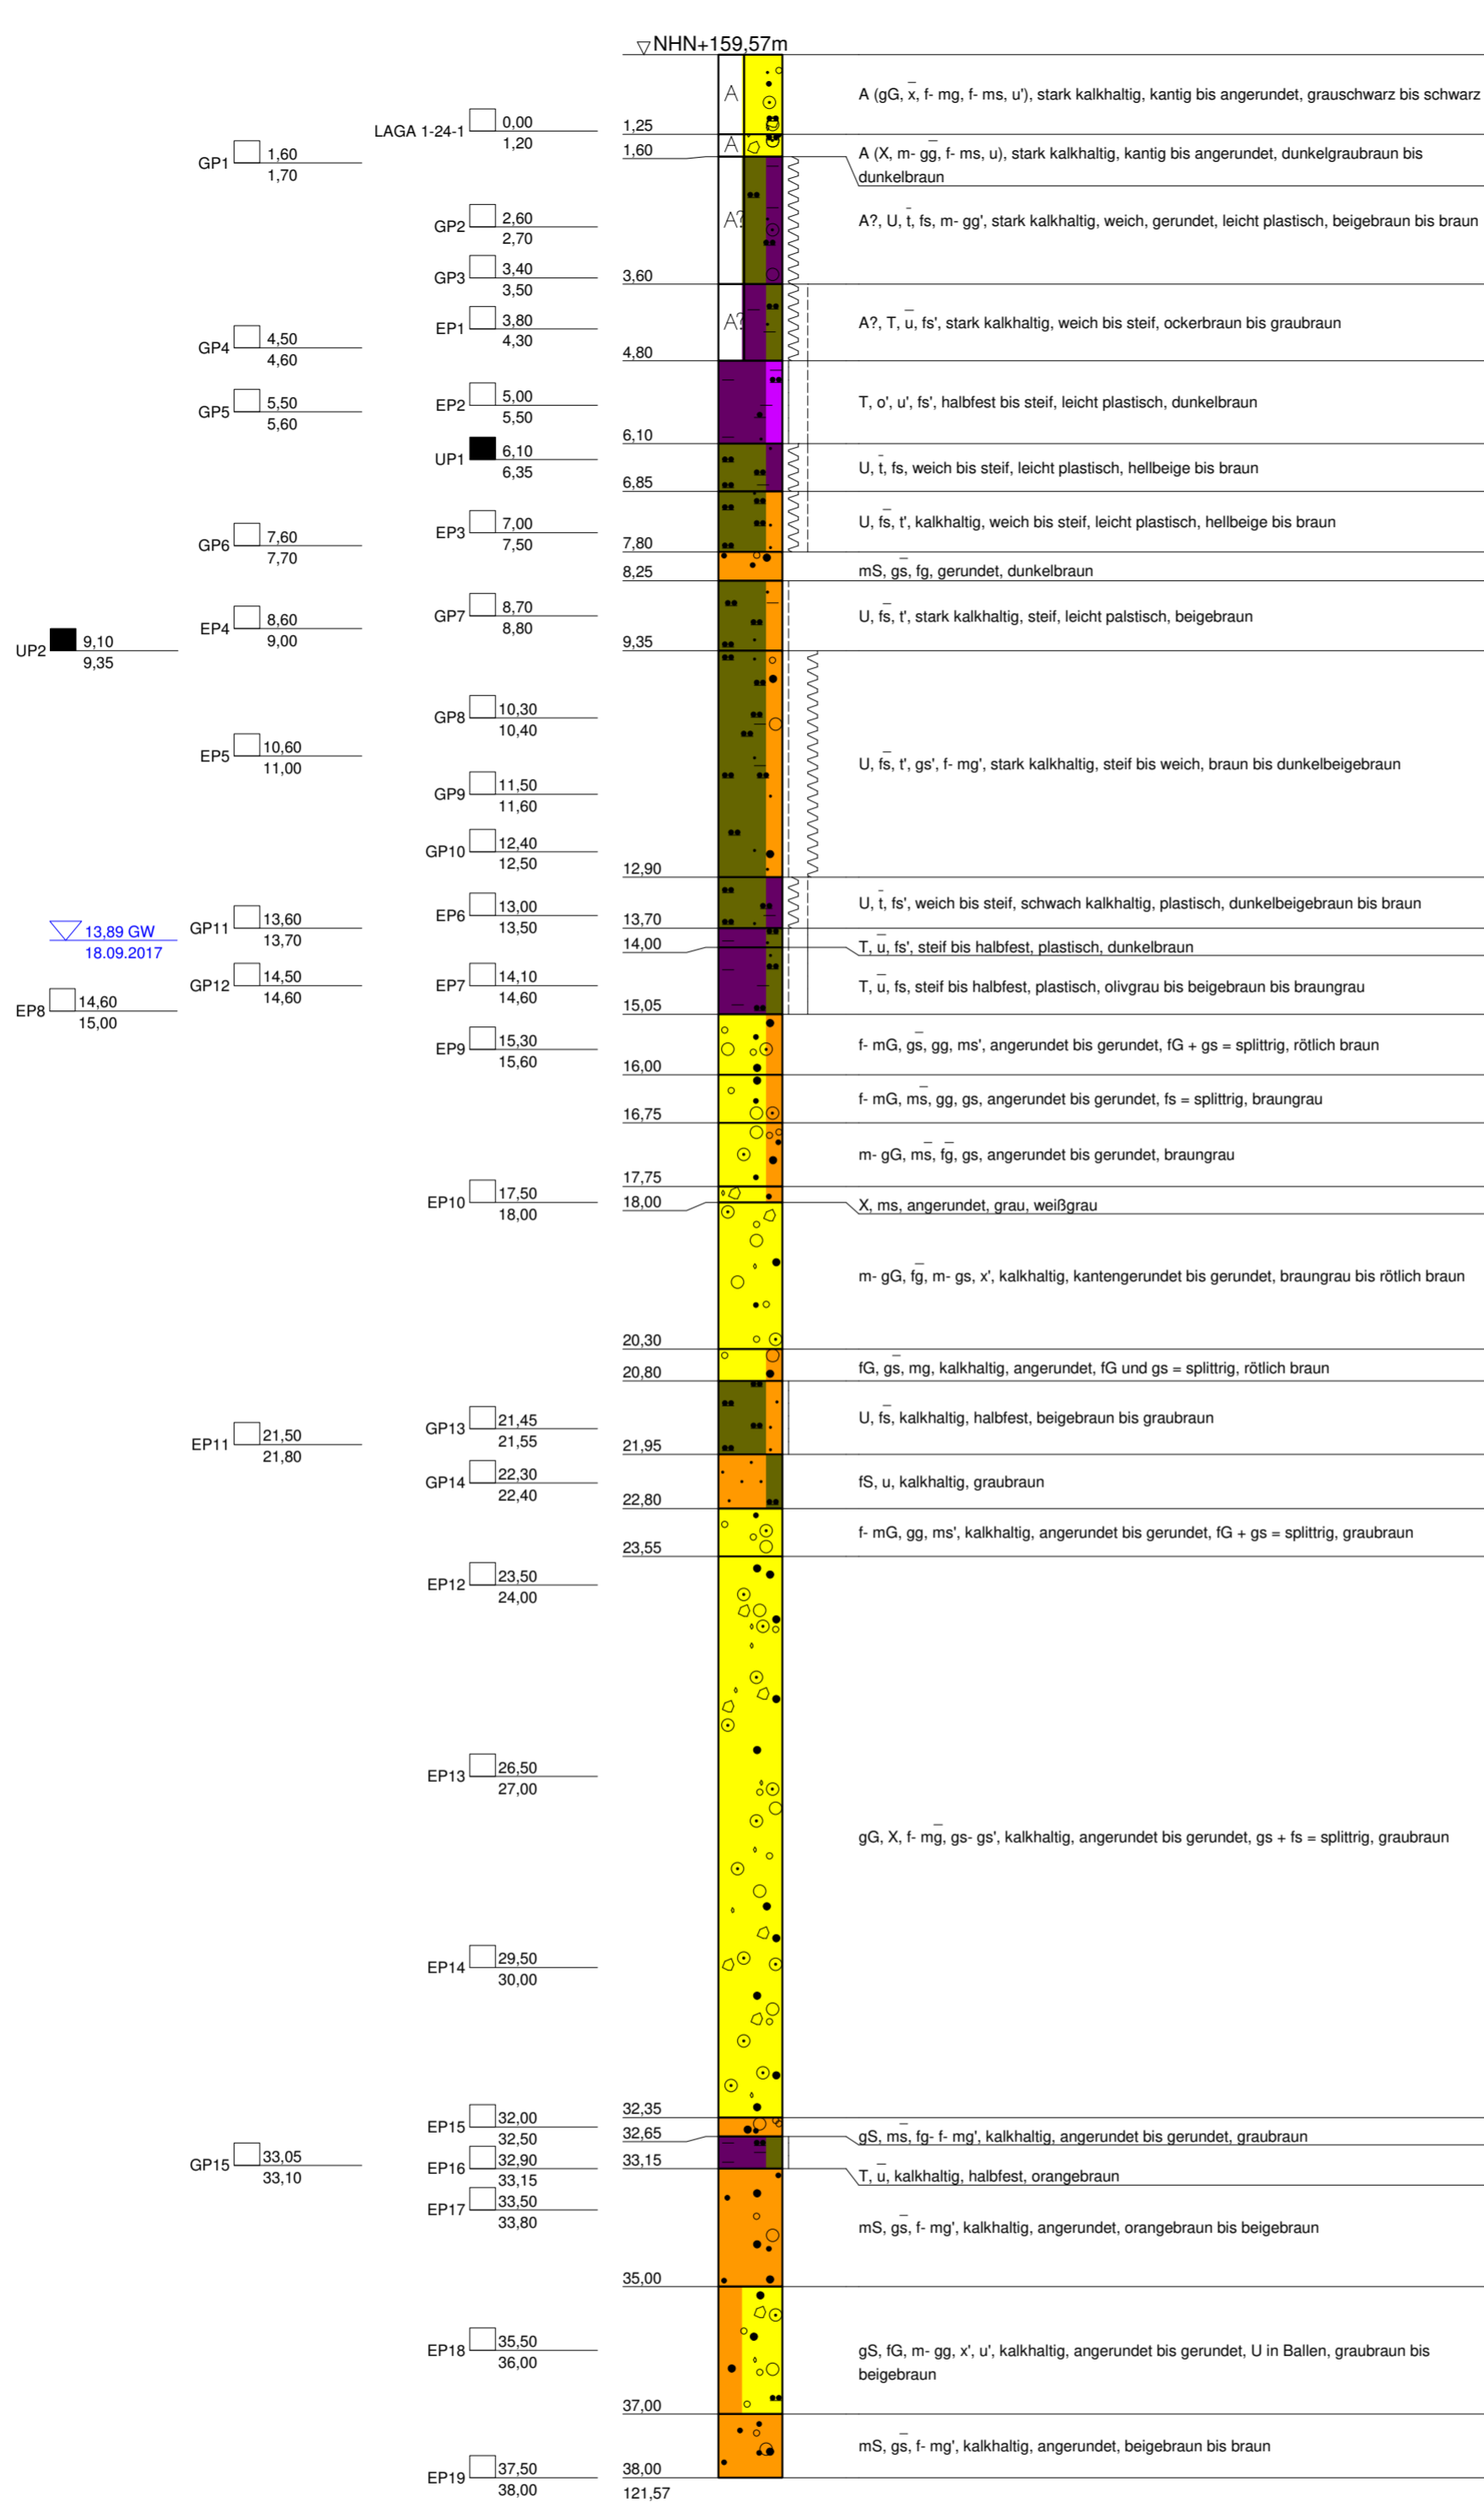 NHN+159,57m
A
A (gG, x̅, f- mg, f- ms, u'), stark kalkhaltig, kantig bis angerundet, grauschwarz bis schwarz
LAGA 1-24-1 0,00
1,20
1,25
A
GP1 1,60
1,70
1,60
A (X, m- gg̅, f- ms, u), stark kalkhaltig, kantig bis angerundet, dunkelgraubraun bis
dunkelbraun
GP2 2,60
2,70
A?
A?, U, t̅, fs, m- gg', stark kalkhaltig, weich, gerundet, leicht plastisch, beigebraun bis braun
GP3 3,40
3,50
3,60
EP1 3,80
4,30
A?
A?, T, u̅, fs', stark kalkhaltig, weich bis steif, ockerbraun bis graubraun
GP4 4,50
4,60
4,80
GP5 5,50
5,60
EP2 5,00
5,50
T, o', u', fs', halbfest bis steif, leicht plastisch, dunkelbraun
6,10
UP1 6,10
6,35
U, t̅, fs, weich bis steif, leicht plastisch, hellbeige bis braun
6,85
GP6 7,60
7,70
EP3 7,00
7,50
U, fs̅, t', kalkhaltig, weich bis steif, leicht plastisch, hellbeige bis braun
7,80
mS, gs̅, fg, gerundet, dunkelbraun
8,25
UP2 9,10
9,35
EP4 8,60
9,00
GP7 8,70
8,80
U, fs̅, t', stark kalkhaltig, steif, leicht palstisch, beigebraun
9,35
GP8 10,30
10,40
EP5 10,60
11,00
U, fs̅, t', gs', f- mg', stark kalkhaltig, steif bis weich, braun bis dunkelbeigebraun
GP9 11,50
11,60
GP10 12,40
12,50
12,90
EP6 13,00
13,50
U, t̅, fs', weich bis steif, schwach kalkhaltig, plastisch, dunkelbeigebraun bis braun
13,89 GW
18.09.2017
GP11 13,60
13,70
13,70
14,00
T, u̅, fs', steif bis halbfest, plastisch, dunkelbraun
GP12 14,50
14,60
EP7 14,10
14,60
T, u̅, fs, steif bis halbfest, plastisch, olivgrau bis beigebraun bis braungrau
EP8 14,60
15,00
15,05
EP9 15,30
15,60
f- mG, gs̅, gg, ms', angerundet bis gerundet, fG + gs = splittrig, rötlich braun
16,00
f- mG, ms̅, gg, gs, angerundet bis gerundet, fs = splittrig, braungrau
16,75
m- gG, ms̅, fg̅, gs, angerundet bis gerundet, braungrau
17,75
EP10 17,50
18,00
18,00
X, ms, angerundet, grau, weißgrau
m- gG, fg̅, m- gs, x', kalkhaltig, kantengerundet bis gerundet, braungrau bis rötlich braun
20,30
fG, gs̅, mg, kalkhaltig, angerundet, fG und gs = splittrig, rötlich braun
20,80
EP11 21,50
21,80
GP13 21,45
21,55
U, fs̅, kalkhaltig, halbfest, beigebraun bis graubraun
21,95
GP14 22,30
22,40
fS, u, kalkhaltig, graubraun
22,80
f- mG, gg, ms', kalkhaltig, angerundet bis gerundet, fG + gs = splittrig, graubraun
23,55
EP12 23,50
24,00
EP13 26,50
27,00
gG, X, f- mg̅, gs- gs', kalkhaltig, angerundet bis gerundet, gs + fs = splittrig, graubraun
EP14 29,50
30,00
32,35
EP15 32,00
32,50
32,65
gS, ms̅, fg- f- mg', kalkhaltig, angerundet bis gerundet, graubraun
GP15 33,05
33,10
EP16 32,90
33,15
33,15
T, u̅, kalkhaltig, halbfest, orangebraun
EP17 33,50
33,80
mS, gs̅, f- mg', kalkhaltig, angerundet, orangebraun bis beigebraun
35,00
EP18 35,50
36,00
gS, fG, m- gg, x', u', kalkhaltig, angerundet bis gerundet, U in Ballen, graubraun bis
beigebraun
37,00
mS, gs̅, f- mg', kalkhaltig, angerundet, beigebraun bis braun
EP19 37,50
38,00
38,00
121,57